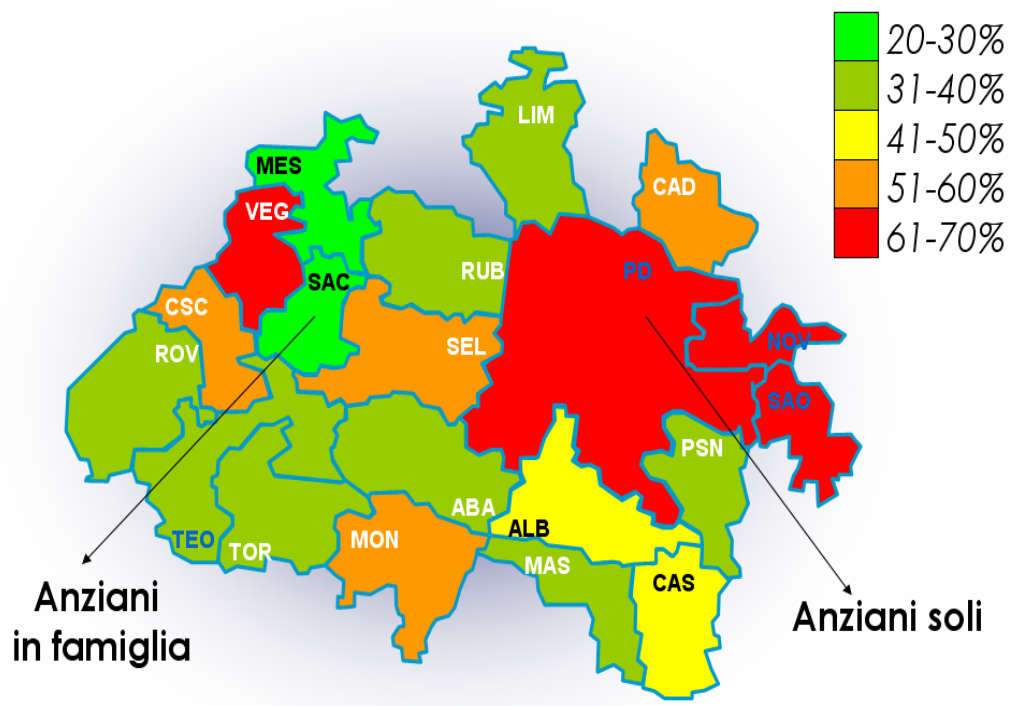 20-30%
31-40%
41-50%
51-60%
61-70%
LIM
MES
CAD
VEG
RUB
PD
SAC
CSC
NOV
ROV
SEL
SAO
PSN
ABA
ALB
TEO
TOR
MON
MAS
CAS
Anziani
in famiglia
Anziani soli